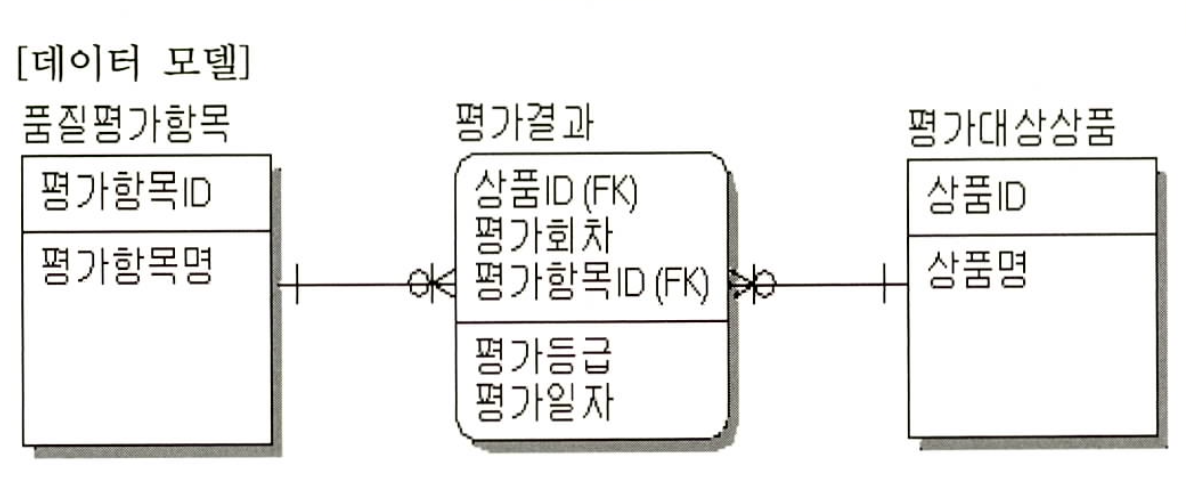 [데이터 모델]
품질평가항목
평가항목ID
평가항목명
평가결과
상품ID (FK)
평가회차
평가항목ID (FK)
평가등급
평가일자
평가대상상품
상품ID
상품명